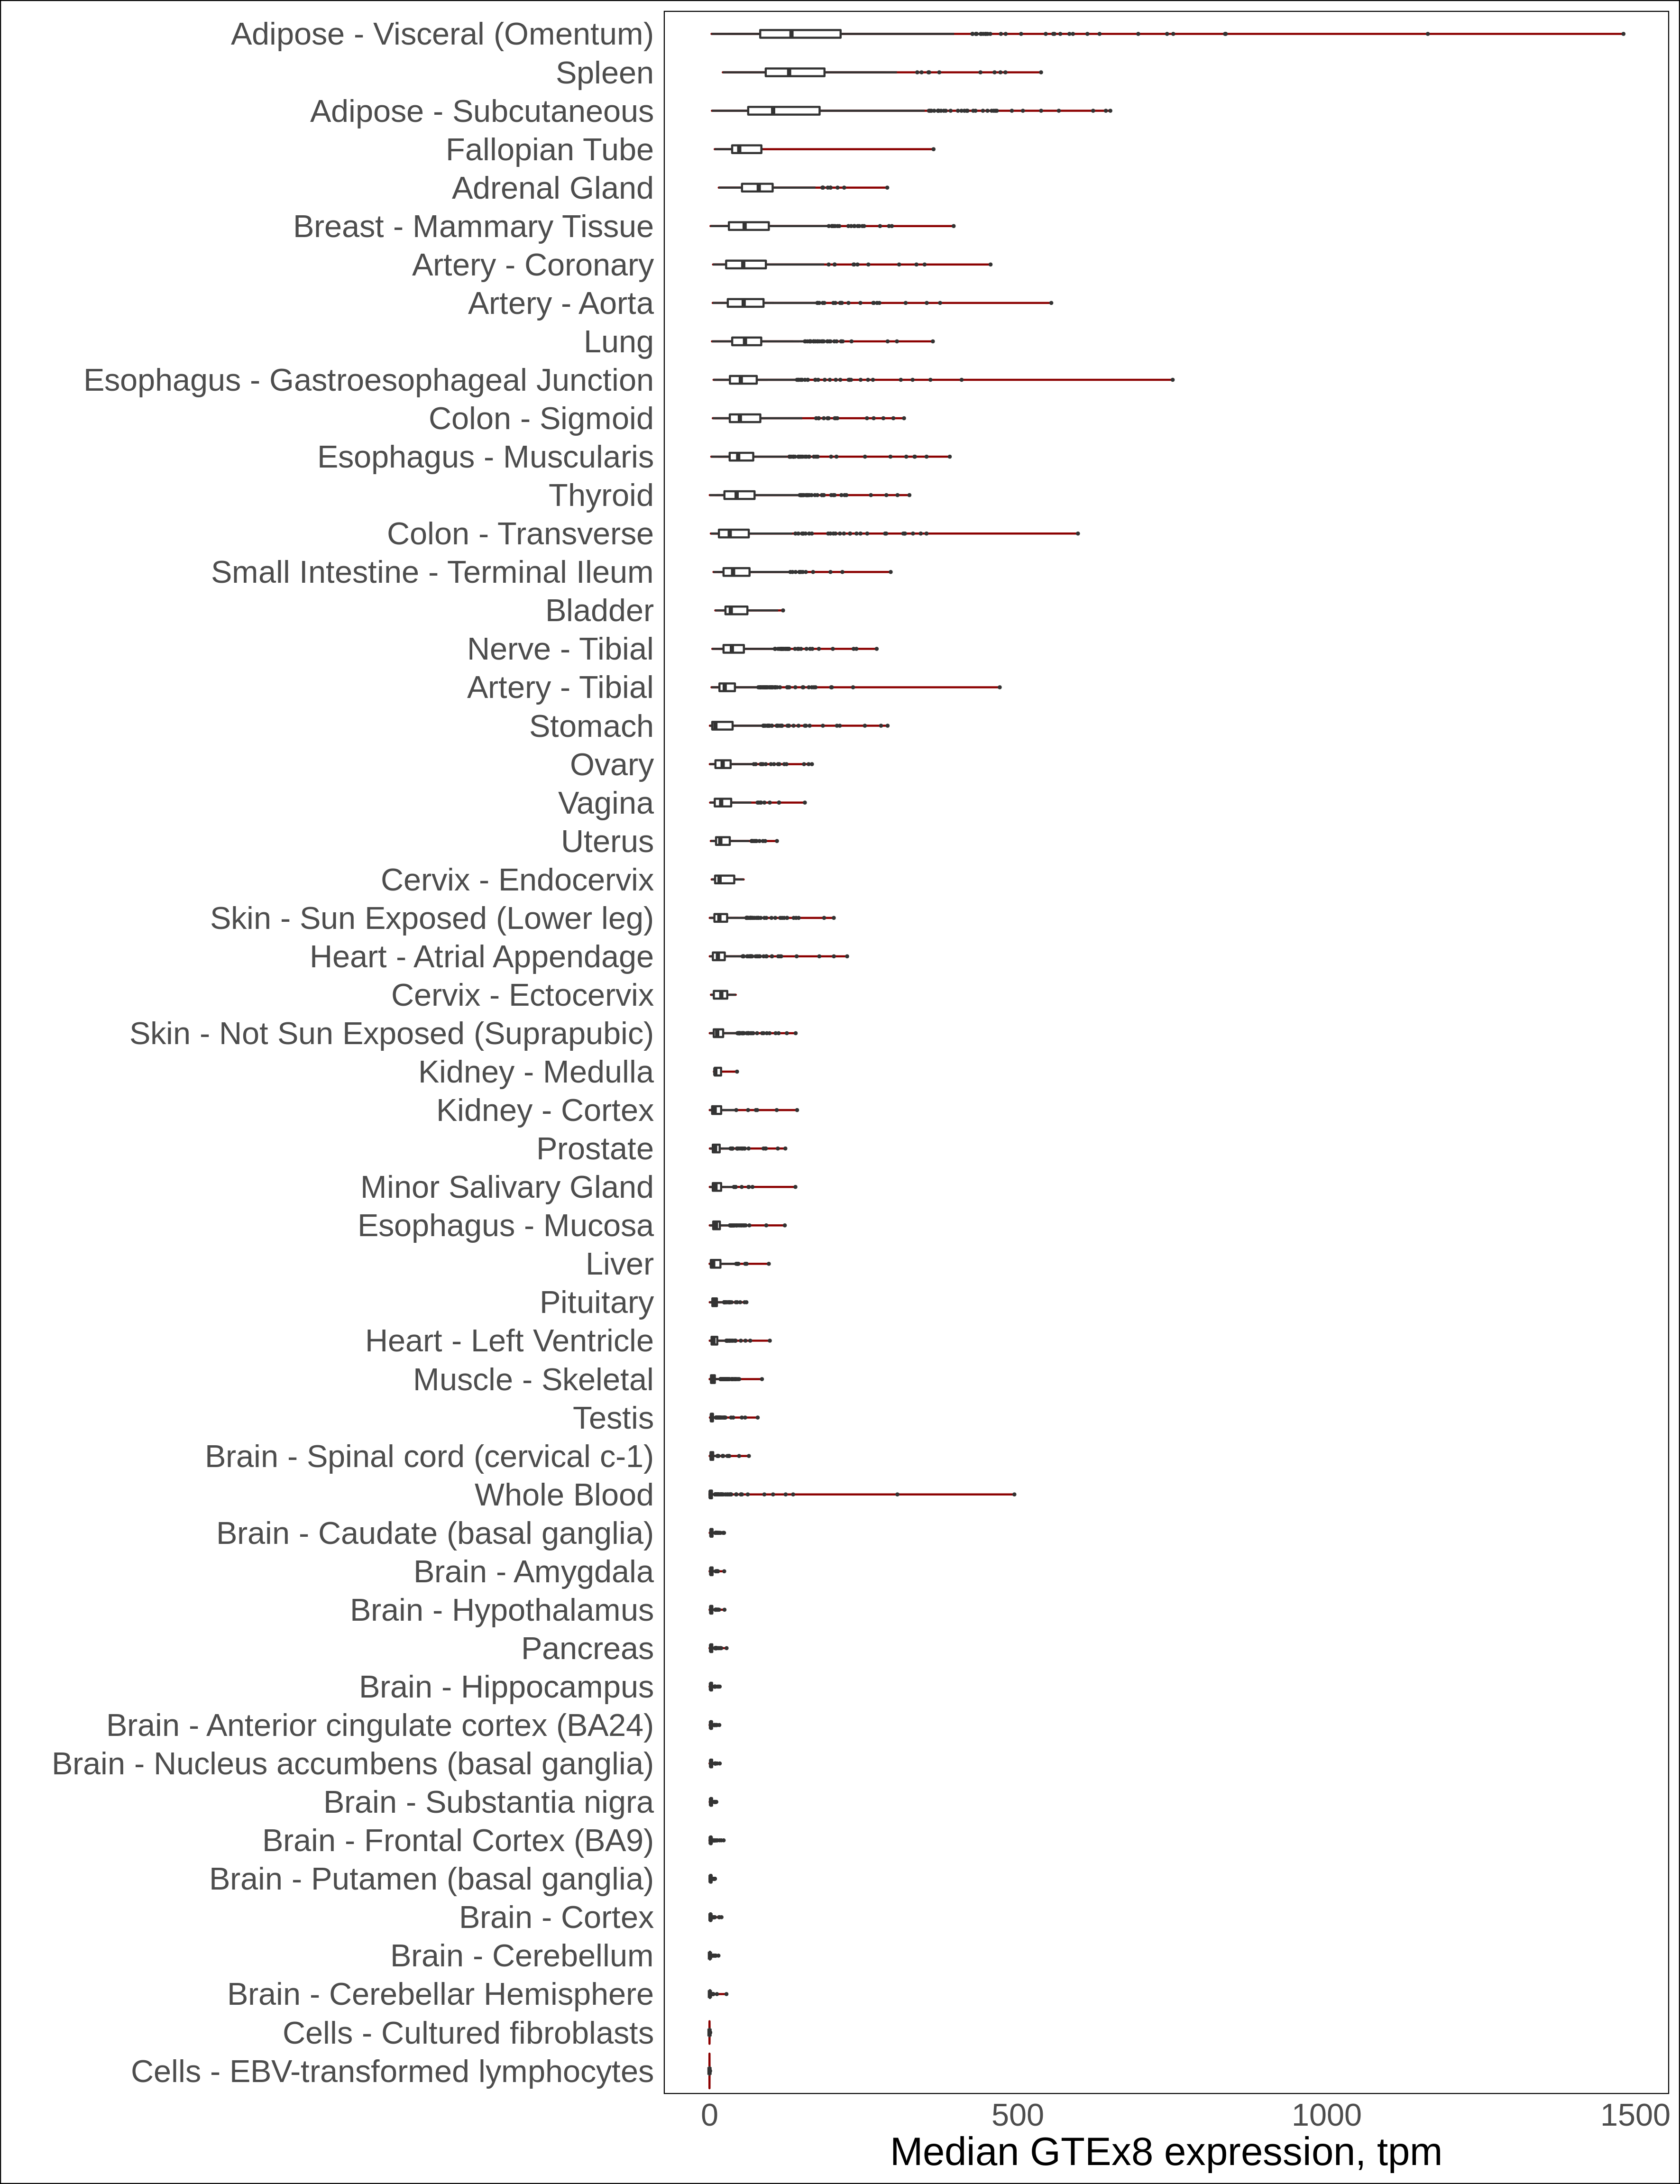 Adipose - Visceral (Omentum)
Spleen
Adipose - Subcutaneous
Fallopian Tube
Adrenal Gland
Breast - Mammary Tissue
Artery - Coronary
Artery - Aorta
Lung
Esophagus - Gastroesophageal Junction
Colon - Sigmoid
Esophagus - Muscularis
Thyroid
Colon - Transverse
Small Intestine - Terminal Ileum
Bladder
Nerve - Tibial
Artery - Tibial
Stomach
Ovary
Vagina
Uterus
Cervix - Endocervix
Skin - Sun Exposed (Lower leg)
Heart - Atrial Appendage
Cervix - Ectocervix
Skin - Not Sun Exposed (Suprapubic)
Kidney - Medulla
Kidney - Cortex
Prostate
Minor Salivary Gland
Esophagus - Mucosa
Liver
Pituitary
Heart - Left Ventricle
Muscle - Skeletal
Testis
Brain - Spinal cord (cervical c-1)
Whole Blood
Brain - Caudate (basal ganglia)
Brain - Amygdala
Brain - Hypothalamus
Pancreas
Brain - Hippocampus
Brain - Anterior cingulate cortex (BA24)
Brain - Nucleus accumbens (basal ganglia)
Brain - Substantia nigra
Brain - Frontal Cortex (BA9)
Brain - Putamen (basal ganglia)
Brain - Cortex
Brain - Cerebellum
Brain - Cerebellar Hemisphere
Cells - Cultured fibroblasts
Cells - EBV-transformed lymphocytes
0 500 1000 1500
Median GTEx8 expression, tpm